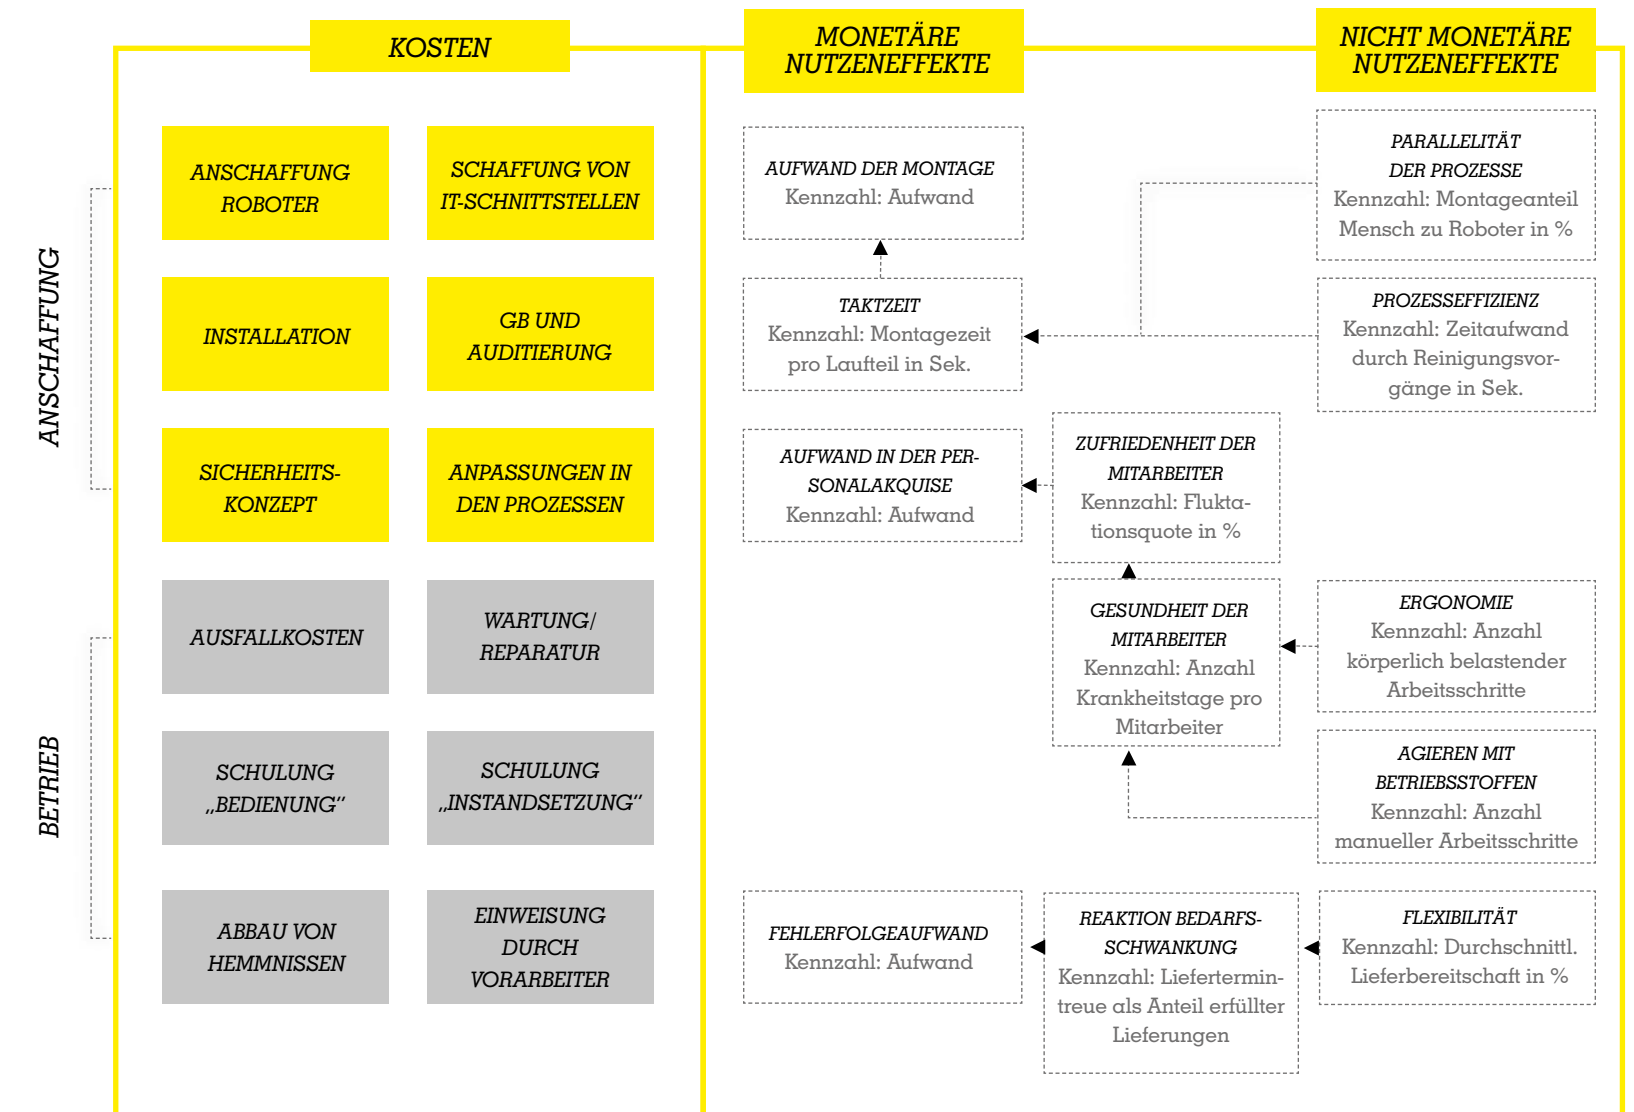 KOSTEN
MONETÄRE
NUTZENEFFEKTE
NICHT MONETÄRE
NUTZENEFFEKTE
ANSCHAFFUNG
ANSCHAFFUNG
ROBOTER
SCHAFFUNG VON
IT-SCHNITTSTELLEN
INSTALLATION
GB UND
AUDITIERUNG
SICHERHEITS-
KONZEPT
ANPASSUNGEN IN
DEN PROZESSEN
BETRIEB
AUSFALLKOSTEN
WARTUNG/
REPARATUR
SCHULUNG
„BEDIENUNG“
SCHULUNG
„INSTANDSETZUNG“
ABBAU VON
HEMMNISSEN
EINWEISUNG
DURCH
VORARBEITER
AUFWAND DER MONTAGE
Kennzahl: Aufwand
TAKTZEIT
Kennzahl: Montagezeit
pro Laufteil in Sek.
PARALLELITÄT
DER PROZESSE
Kennzahl: Montageanteil
Mensch zu Roboter in %
PROZESSEFFIZIENZ
Kennzahl: Zeitaufwand
durch Reinigungsvor-
gänge in Sek.
AUFWAND IN DER PER-
SONALAKQUISE
Kennzahl: Aufwand
ZUFRIEDENHEIT DER
MITARBEITER
Kennzahl: Flukta-
tionsquote in %
GESUNDHEIT DER
MITARBEITER
Kennzahl: Anzahl
Krankheitstage pro
Mitarbeiter
ERGONOMIE
Kennzahl: Anzahl
körperlich belastender
Arbeitsschritte
AGIEREN MIT
BETRIEBSSTOFFEN
Kennzahl: Anzahl
manueller Arbeitsschritte
FEHLERFOLGEAUFWAND
Kennzahl: Aufwand
REAKTION BEDARFS-
SCHWANKUNG
Kennzahl: Liefertermin-
treue als Anteil erfüllter
Lieferungen
FLEXIBILITÄT
Kennzahl: Durchschnittl.
Lieferbereitschaft in %